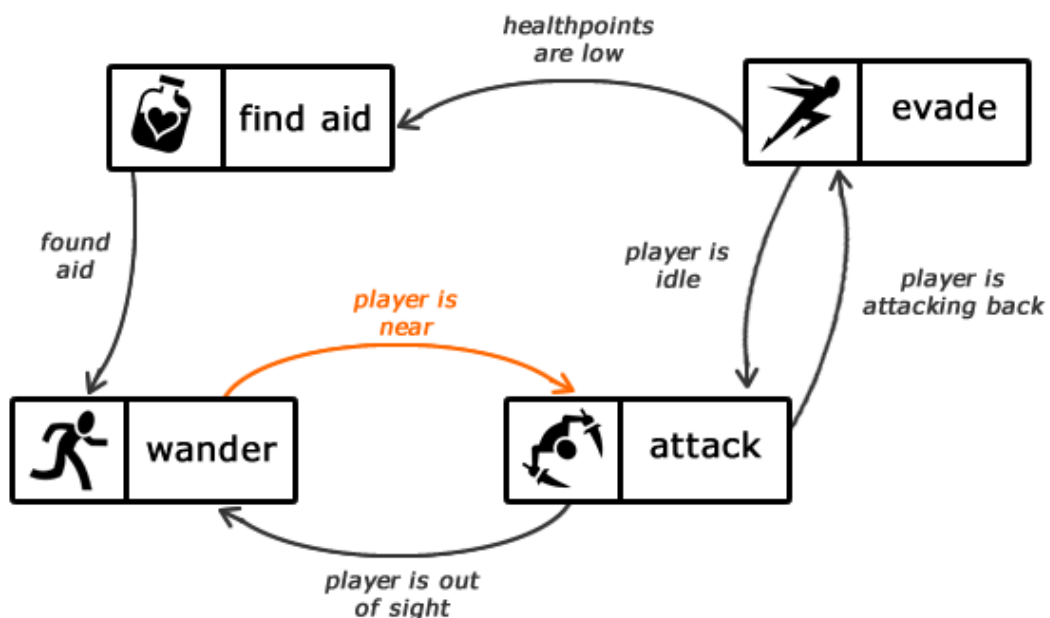 healthpoints
are low
find aid
evade
found
aid
player is
idle
player is
attacking back
player is
near
wander
attack
player is out
of sight